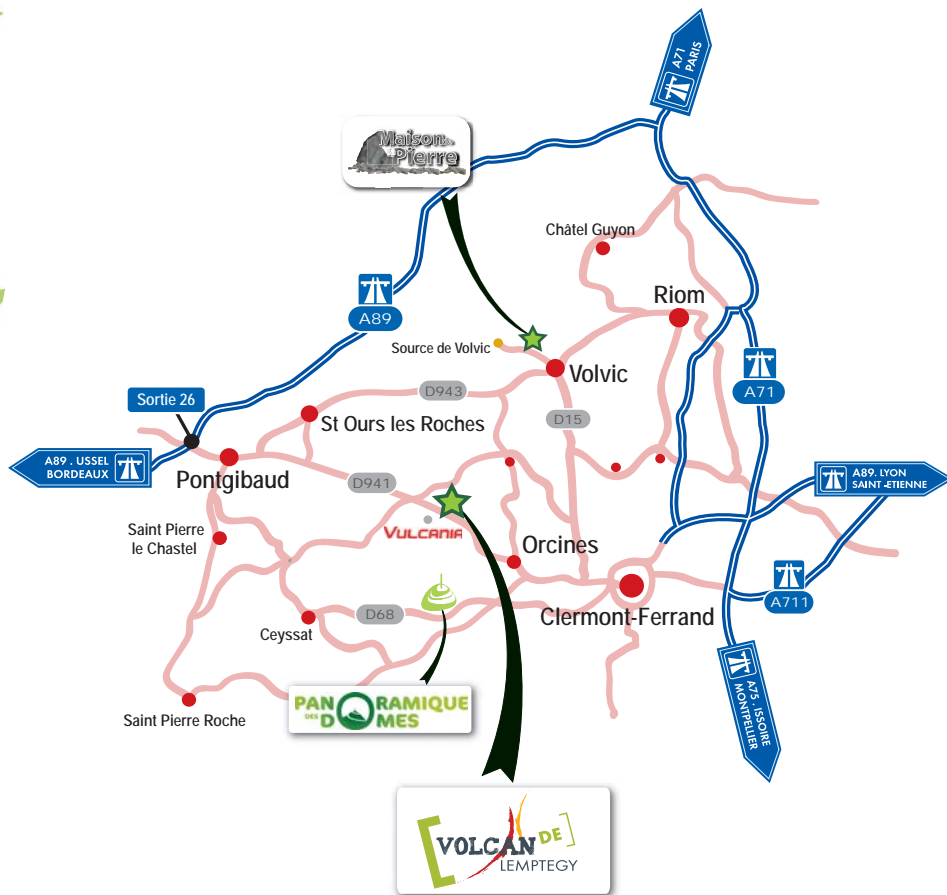 A71
PARIS
Maison de
Pierre
Châtel Guyon
Riom
A89
Source de Volvic
Volvic
A71
D943
Sortie 26
St Ours les Roches
D15
A89 . USSEL
BORDEAUX
Pontgibaud
A89. LYON
SAINT-ETIENNE
D941
Saint Pierre
le Chastel
VULCANIA
Orcines
A711
D68
Clermont-Ferrand
Ceyssat
A75 . ISSOIRE
MONTPELLIER
PANORAMIQUE
DES DOMES
Saint Pierre Roche
VOLCAN DE
LEMPTEGY